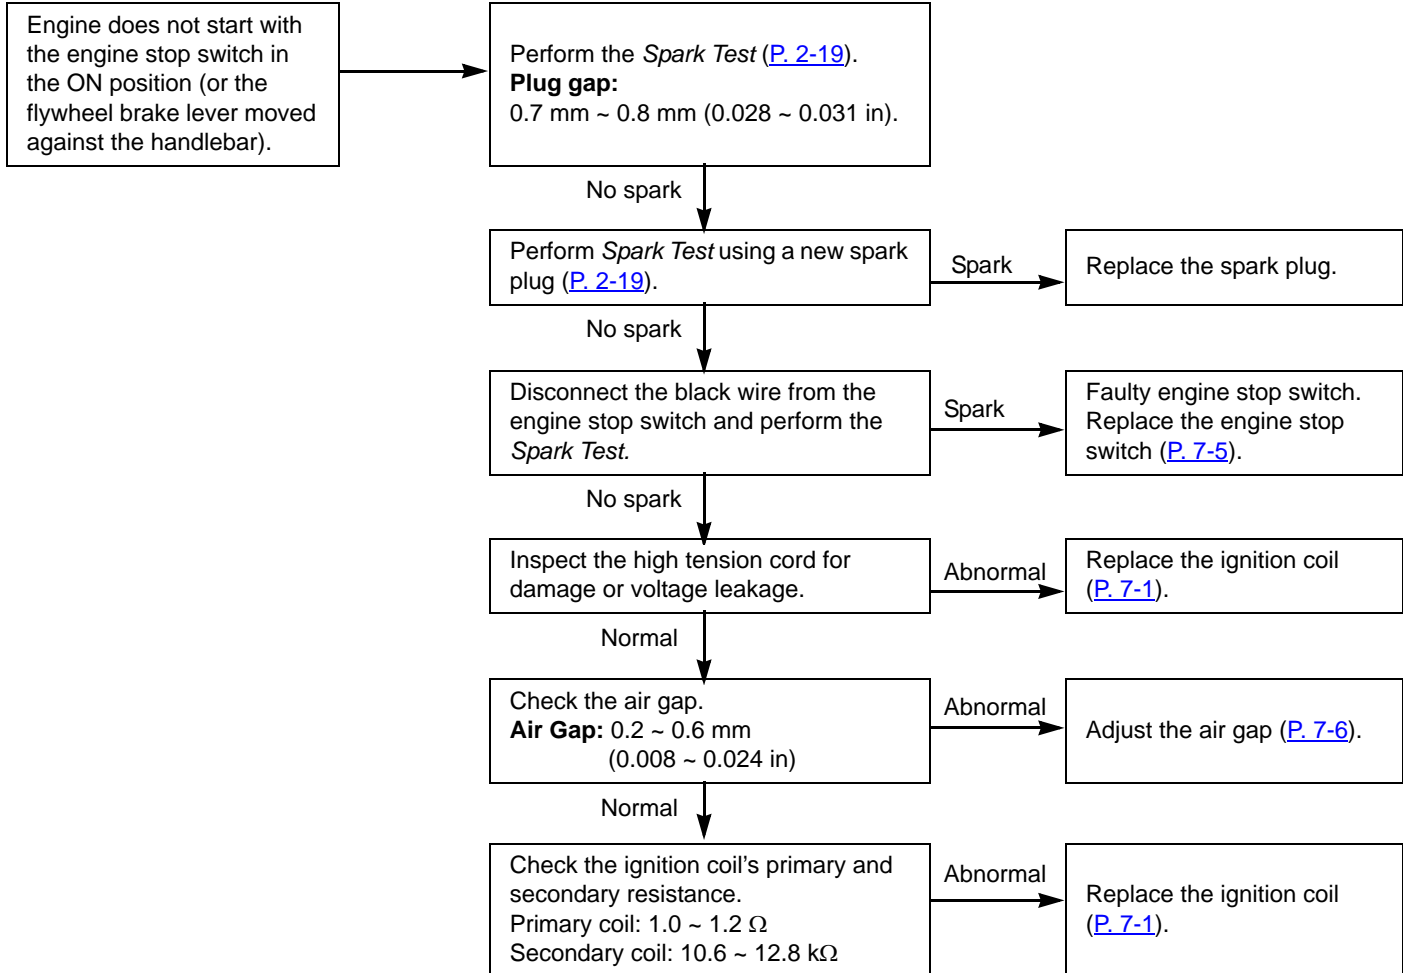 Engine does not start with
the engine stop switch in
the ON position (or the
flywheel brake lever moved
against the handlebar).
Perform the Spark Test (P. 2-19).
Plug gap:
0.7 mm ~ 0.8 mm (0.028 ~ 0.031 in).
No spark
Perform Spark Test using a new spark
plug (P. 2-19).
Spark
Replace the spark plug.
No spark
Disconnect the black wire from the
engine stop switch and perform the
Spark Test.
Spark
Faulty engine stop switch.
Replace the engine stop
switch (P. 7-5).
No spark
Inspect the high tension cord for
damage or voltage leakage.
Abnormal
Replace the ignition coil
(P. 7-1).
Normal
Check the air gap.
Air Gap: 0.2 ~ 0.6 mm
(0.008 ~ 0.024 in)
Abnormal
Adjust the air gap (P. 7-6).
Normal
Check the ignition coil's primary and
secondary resistance.
Primary coil: 1.0 ~ 1.2 Ω
Secondary coil: 10.6 ~ 12.8 kΩ
Abnormal
Replace the ignition coil
(P. 7-1).